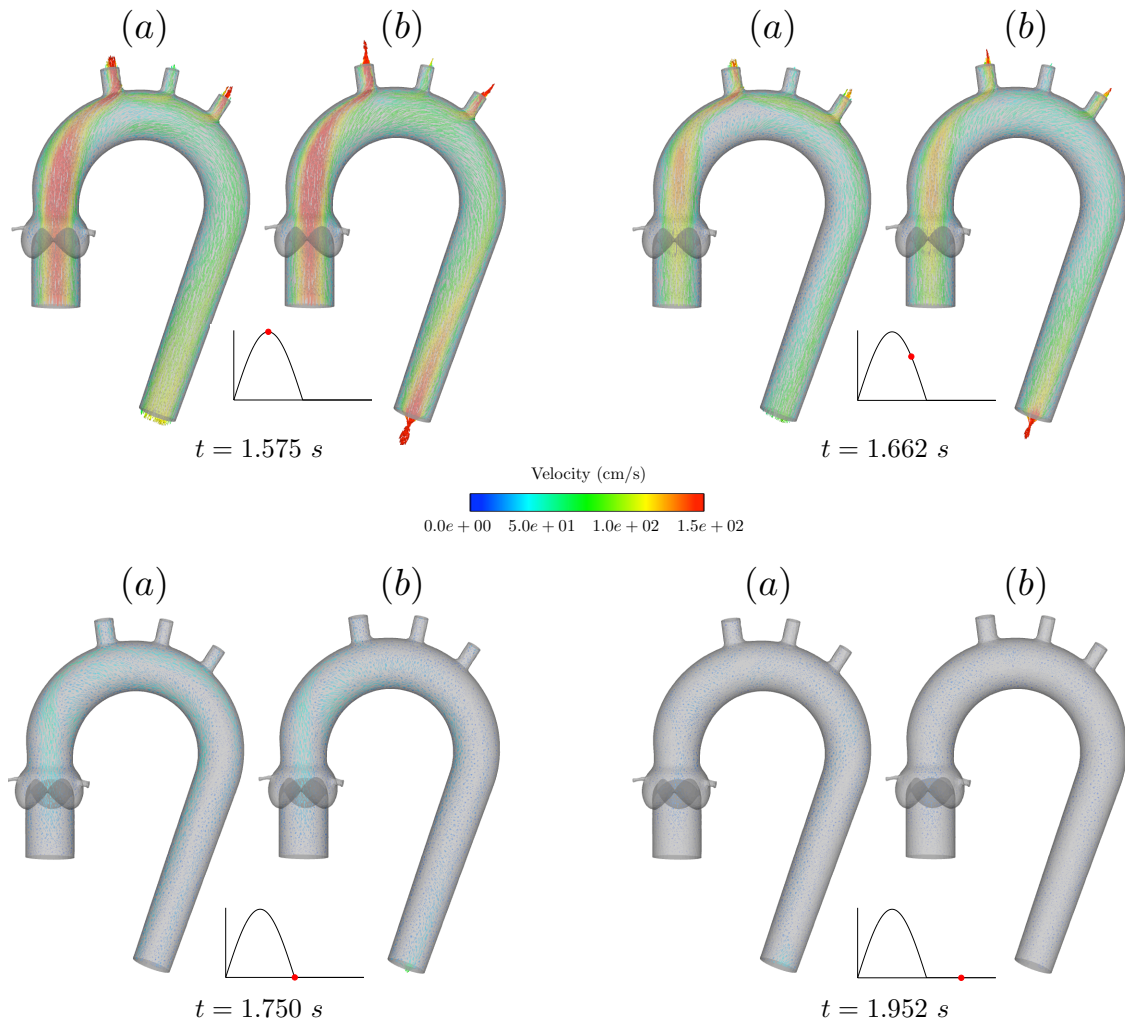 (a) (b) (a) (b)
t = 1.575 s t = 1.662 s
Velocity (cm/s)
0.0e + 00 5.0e + 01 1.0e + 02 1.5e + 02
(a) (b) (a) (b)
t = 1.750 s t = 1.952 s